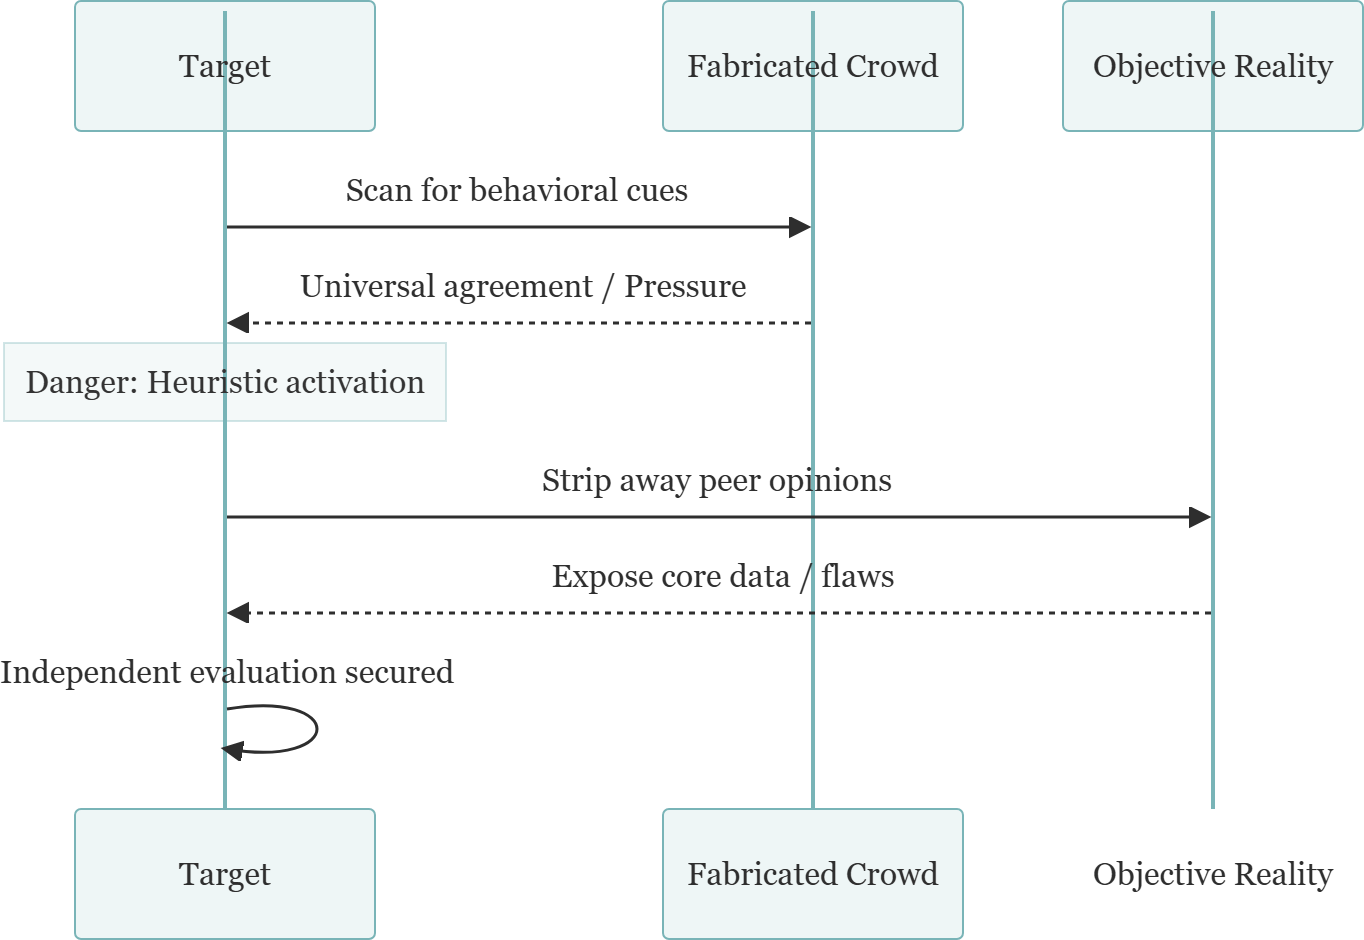 Target
Fabricated Crowd
Objective Reality
Scan for behavioral cues
Universal agreement / Pressure
Danger: Heuristic activation
Strip away peer opinions
Expose core data / flaws
Independent evaluation secured
Target
Fabricated Crowd
Objective Reality